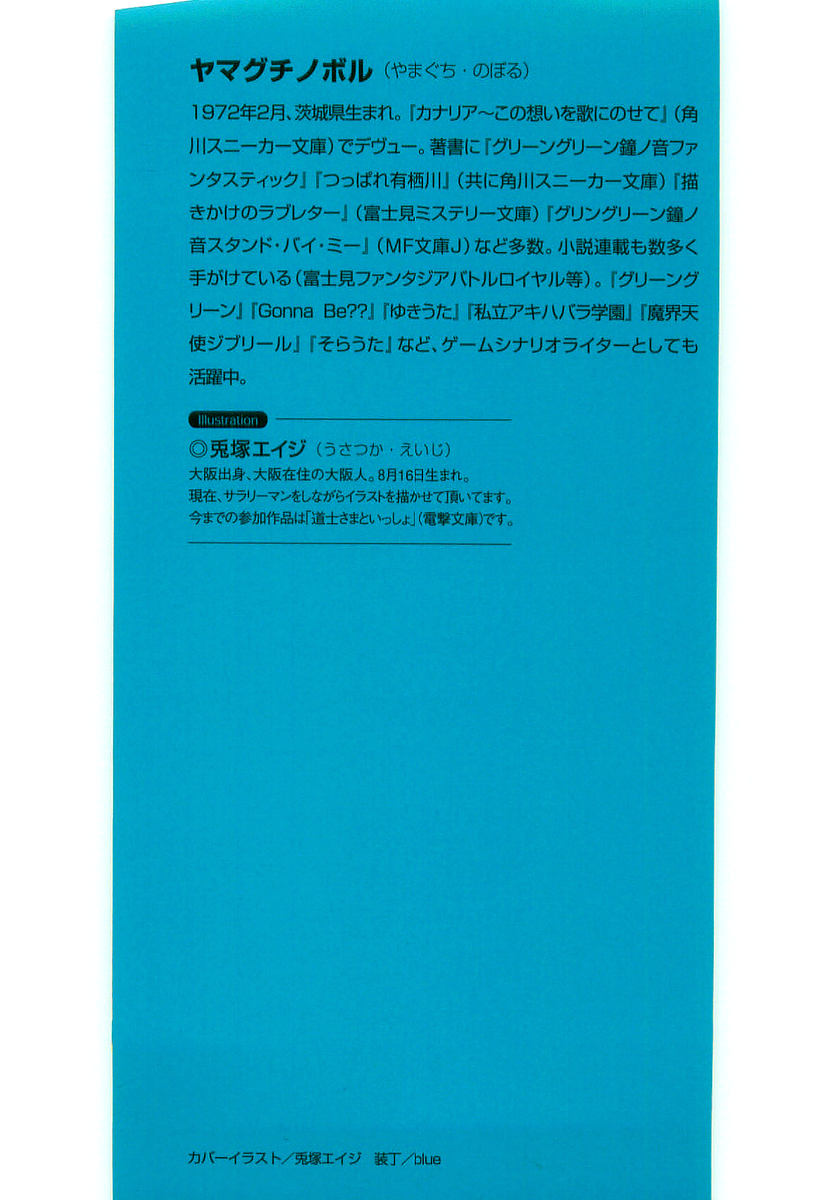 ヤマグチノボル（やまぐち・のぼる）
1972年2月、茨城県生まれ。『カナリア～この想いを歌にのせて』（角
川スニーカー文庫）でデヴュー。著書に『グリーングリーン鐘ノ音ファ
ンタスティック』『つっぱれ有栖川』（共に角川スニーカー文庫）『描
きかけのラブレター』（富士見ミステリー文庫）『グリングリーン鐘ノ
音スタンド・バイ・ミー』（MF文庫J）など多数。小説連載も数多く
手がけている（富士見ファンタジアバトルロイヤル等）。『グリーング
リーン』『Gonna Be??』『ゆきうた』『私立アキハバラ学園』『魔界天
使ジブリール』『そらうた』など、ゲームシナリオライターとしても
活躍中。
Illustration
◎兎塚エイジ（うさつか・えいじ）
大阪出身、大阪在住の大阪人。8月16日生まれ。
現在、サラリーマンをしながらイラストを描かせて頂いてます。
今までの参加作品は「道士さまといっしょ」（電撃文庫）です。
カバーイラスト／兎塚エイジ　装丁／blue